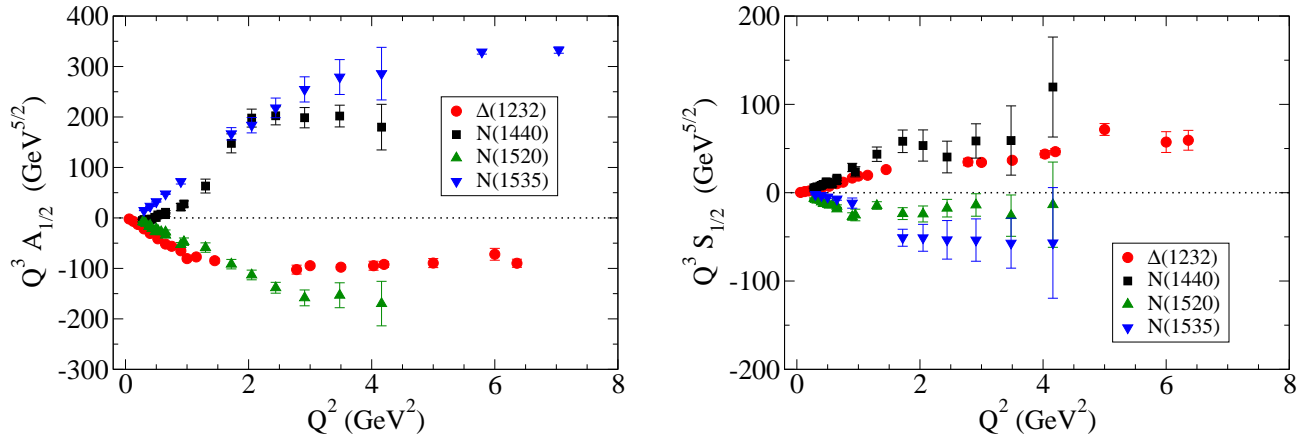 400
300
200
100
0
-100
-200
-300
Q³ A1/2 (GeV5/2)
Δ(1232)
N(1440)
N(1520)
N(1535)
0 2 4 6 8
Q² (GeV²)
200
100
0
-100
-200
Q³ S1/2 (GeV5/2)
Δ(1232)
N(1440)
N(1520)
N(1535)
0 2 4 6 8
Q² (GeV²)